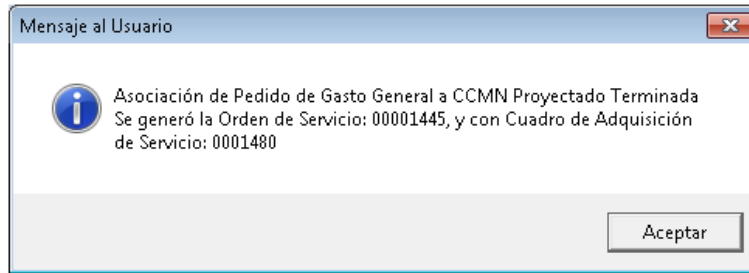 Mensaje al Usuario
Asociación de Pedido de Gasto General a CCMN Proyectado Terminada
Se generó la Orden de Servicio: 00001445, y con Cuadro de Adquisición
de Servicio: 0001480
Aceptar